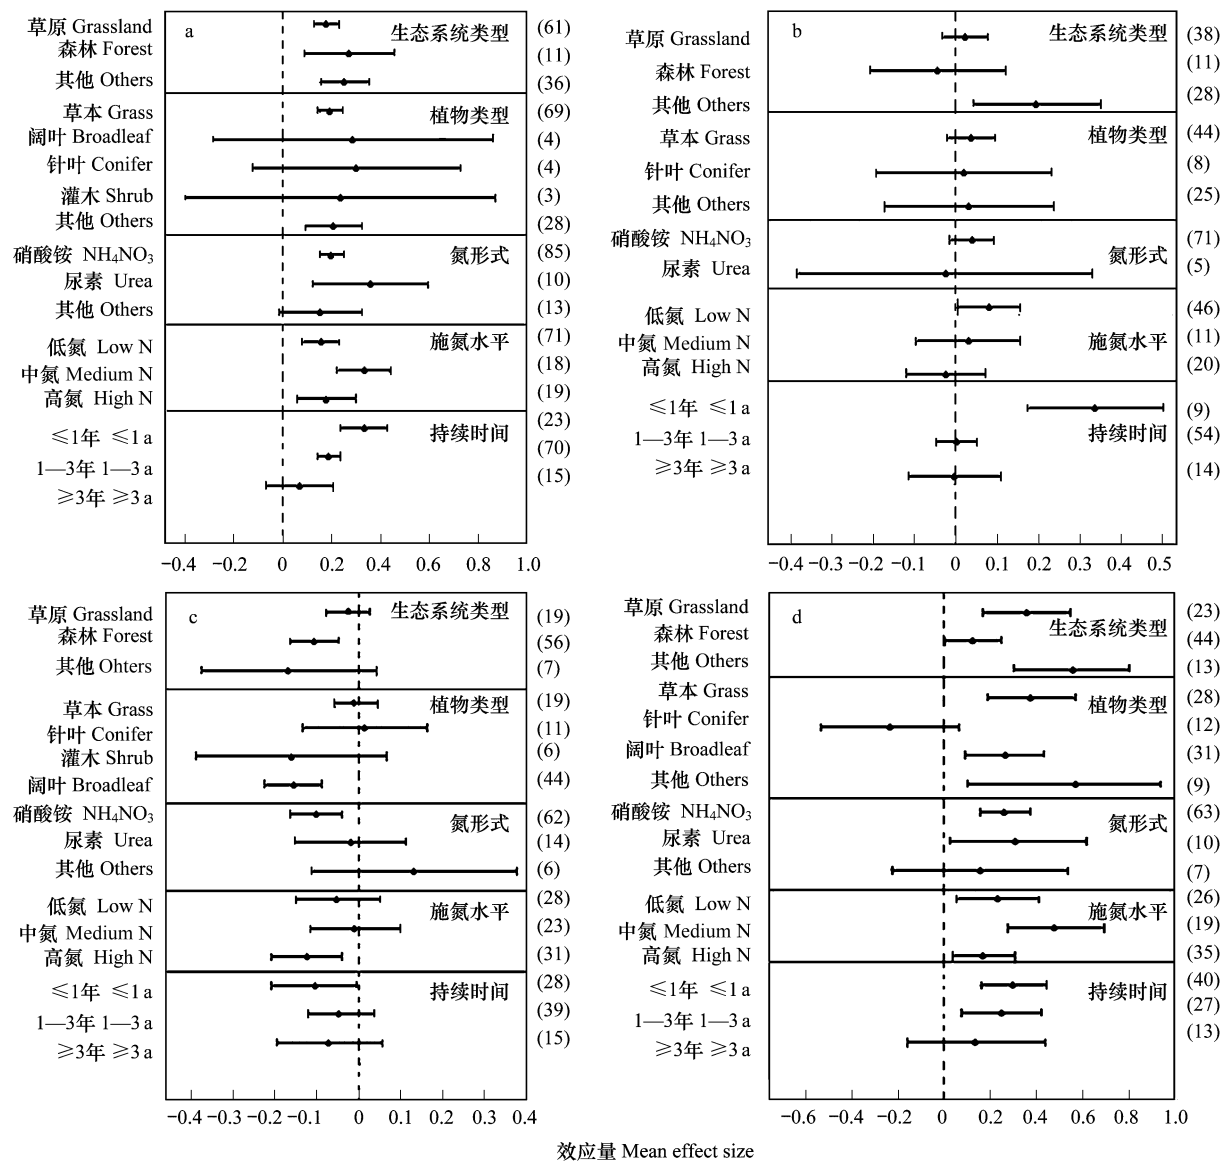 a
生态系统类型
草原 Grassland (61)
森林 Forest (11)
其他 Others (36)
植物类型
草本 Grass (69)
阔叶 Broadleaf (4)
针叶 Conifer (4)
灌木 Shrub (3)
其他 Others (28)
氮形式
硝酸铵 NH₄NO₃ (85)
尿素 Urea (10)
其他 Others (13)
施氮水平
低氮 Low N (71)
中氮 Medium N (18)
高氮 High N (19)
持续时间
≤1年 ≤1 a (23)
1—3年 1—3 a (70)
≥3年 ≥3 a (15)
−0.4 −0.2 0 0.2 0.4 0.6 0.8 1.0
b
生态系统类型
草原 Grassland (38)
森林 Forest (11)
其他 Others (28)
植物类型
草本 Grass (44)
针叶 Conifer (8)
其他 Others (25)
氮形式
硝酸铵 NH₄NO₃ (71)
尿素 Urea (5)
施氮水平
低氮 Low N (46)
中氮 Medium N (11)
高氮 High N (20)
持续时间
≤1年 ≤1 a (9)
1—3年 1—3 a (54)
≥3年 ≥3 a (14)
−0.4 −0.3 −0.2 −0.1 0 0.1 0.2 0.3 0.4 0.5
c
生态系统类型
草原 Grassland (19)
森林 Forest (56)
其他 Ohters (7)
植物类型
草本 Grass (19)
针叶 Conifer (11)
灌木 Shrub (6)
阔叶 Broadleaf (44)
氮形式
硝酸铵 NH₄NO₃ (62)
尿素 Urea (14)
其他 Others (6)
施氮水平
低氮 Low N (28)
中氮 Medium N (23)
高氮 High N (31)
持续时间
≤1年 ≤1 a (28)
1—3年 1—3 a (39)
≥3年 ≥3 a (15)
−0.4 −0.3 −0.2 −0.1 0 0.1 0.2 0.3 0.4
d
生态系统类型
草原 Grassland (23)
森林 Forest (44)
其他 Others (13)
植物类型
草本 Grass (28)
针叶 Conifer (12)
阔叶 Broadleaf (31)
其他 Others (9)
氮形式
硝酸铵 NH₄NO₃ (63)
尿素 Urea (10)
其他 Others (7)
施氮水平
低氮 Low N (26)
中氮 Medium N (19)
高氮 High N (35)
持续时间
≤1年 ≤1 a (40)
1—3年 1—3 a (27)
≥3年 ≥3 a (13)
−0.6 −0.4 −0.2 0 0.2 0.4 0.6 0.8 1.0
效应量 Mean effect size